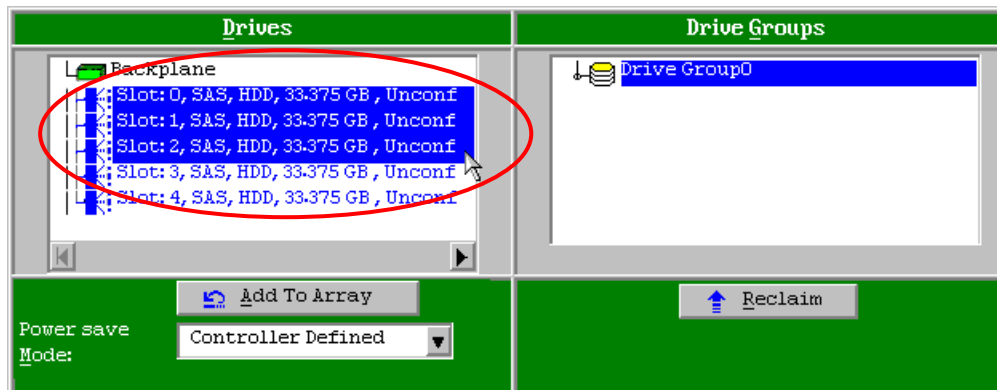 Drives
Backplane
Slot: 0, SAS, HDD, 33.375 GB , Unconf
Slot: 1, SAS, HDD, 33.375 GB , Unconf
Slot: 2, SAS, HDD, 33.375 GB , Unconf
Slot: 3, SAS, HDD, 33.375 GB , Unconf
Slot: 4, SAS, HDD, 33.375 GB , Unconf
Add To Array
Power save
Mode:
Controller Defined
Drive Groups
Drive Group0
Reclaim